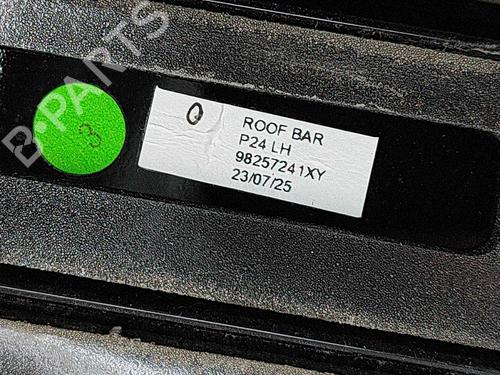 B-PARTS
3
0
ROOF BAR
P24 LH
98257241XY
23/07/25